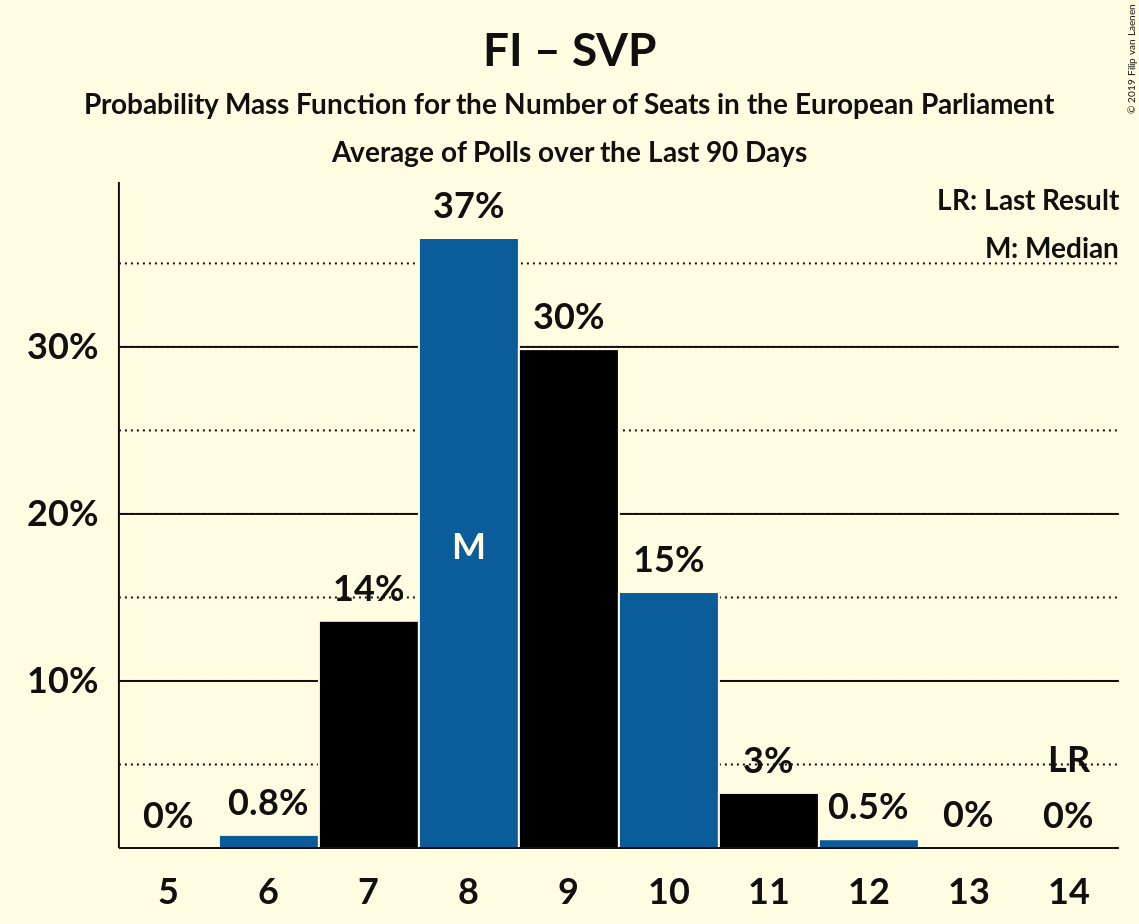 FI – SVP
Probability Mass Function for the Number of Seats in the European Parliament
Average of Polls over the Last 90 Days
© 2019 Filip van Laenen
LR: Last Result
M: Median
37%
30%
30%
20%
M
15%
14%
10%
3%
LR
0%
0.8%
0.5%
0%
0%
5 6 7 8 9 10 11 12 13 14